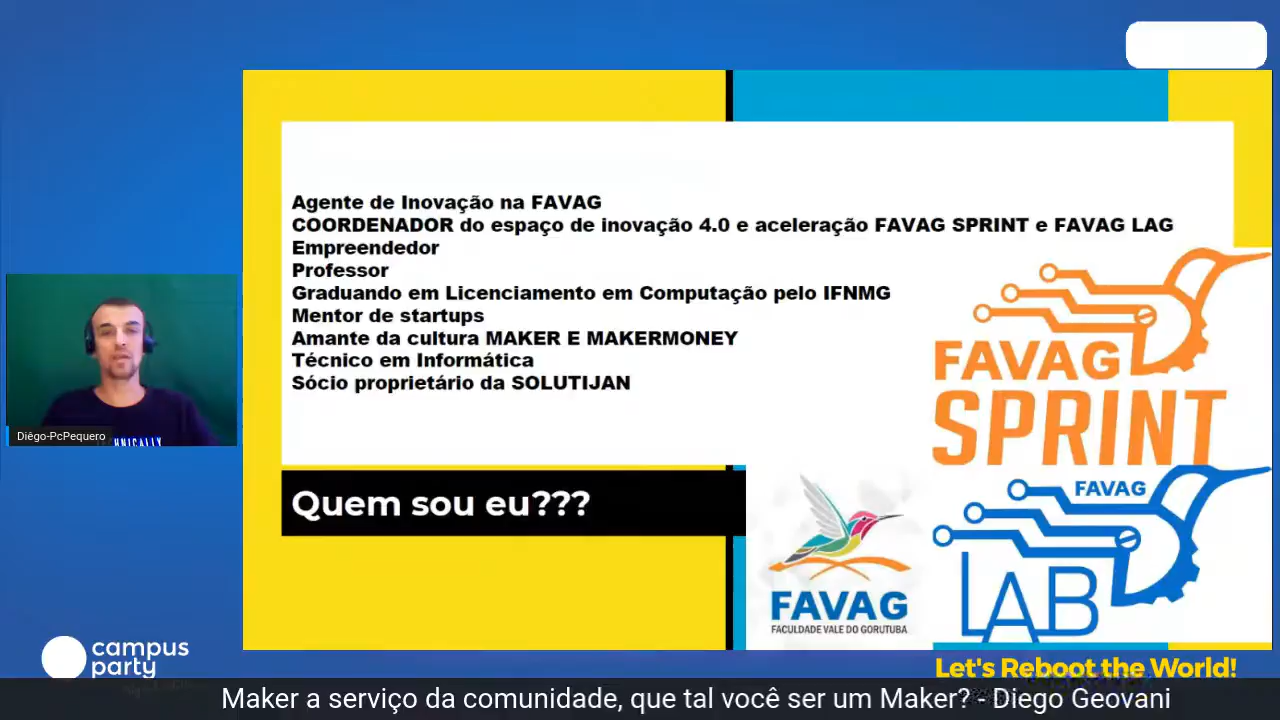 Agente de Inovação na FAVAG
COORDENADOR do espaço de inovação 4.0 e aceleração FAVAG SPRINT e FAVAG LAG
Empreendedor
Professor
Graduando em Licenciamento em Computação pelo IFNMG
Mentor de startups
Amante da cultura MAKER E MAKERMONEY
Técnico em Informática
Sócio proprietário da SOLUTIJAN
FAVAG
SPRINT
Diêgo-PcPequero
HNICALLY
Quem sou eu???
FAVAG
FACULDADE VALE DO GORUTUBA
FAVAG
LAB
campus
party
Let's Reboot the World!
Maker a serviço da comunidade, que tal você ser um Maker? - Diego Geovani